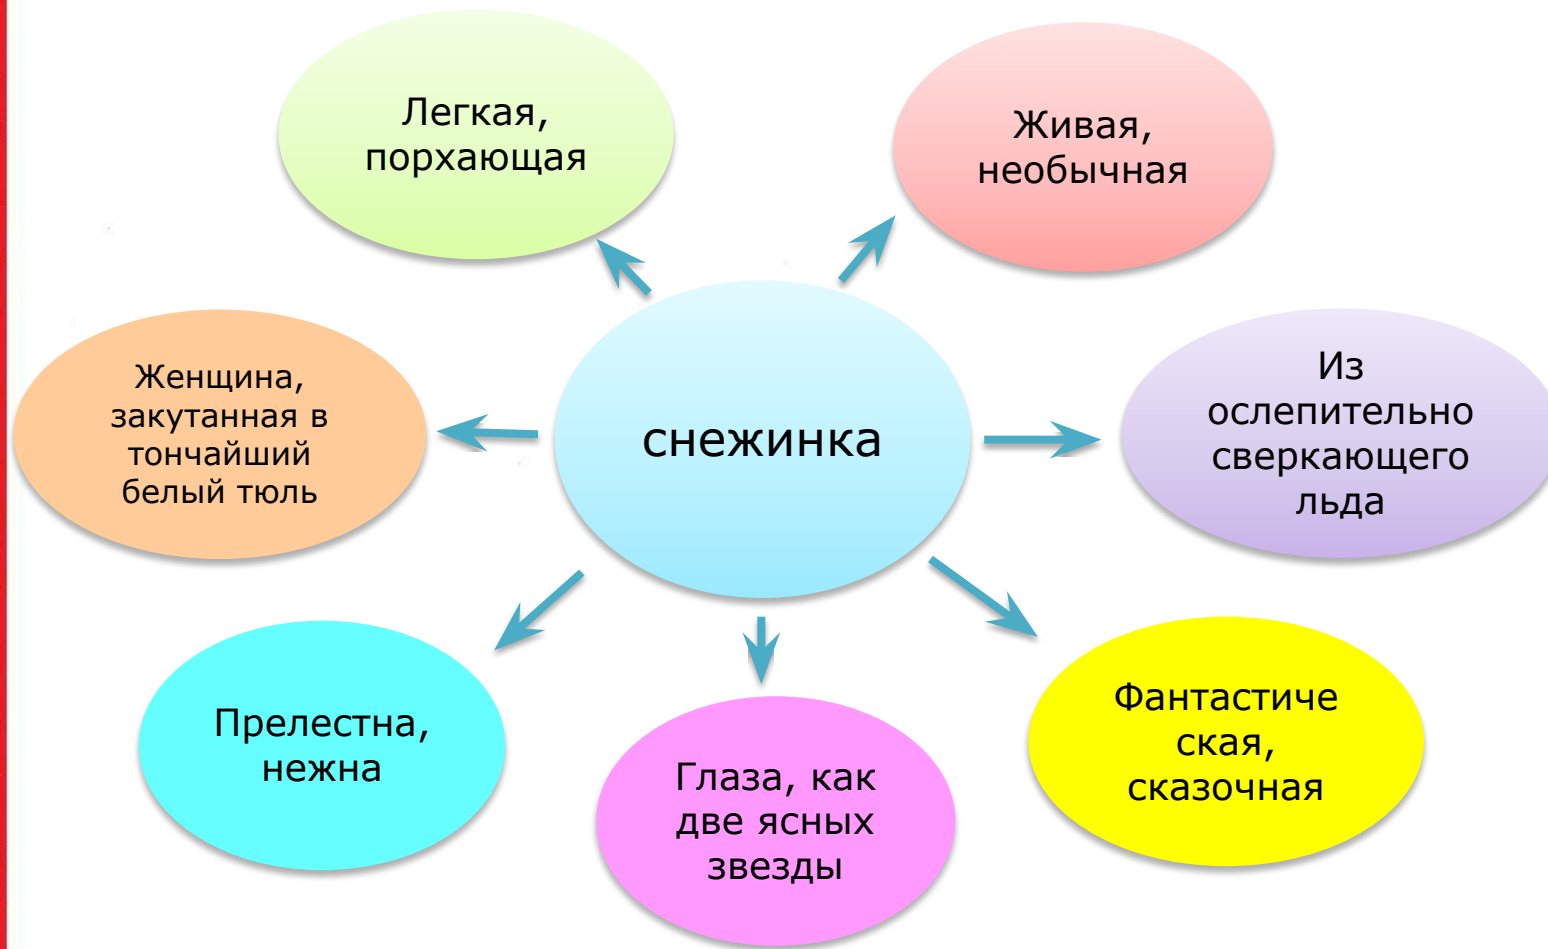 Легкая,
порхающая
Живая,
необычная
Женщина,
закутанная в
тончайший
белый тюль
снежинка
Из
ослепительно
сверкающего
льда
Прелестна,
нежна
Глаза, как
две ясных
звезды
Фантастиче
ская,
сказочная